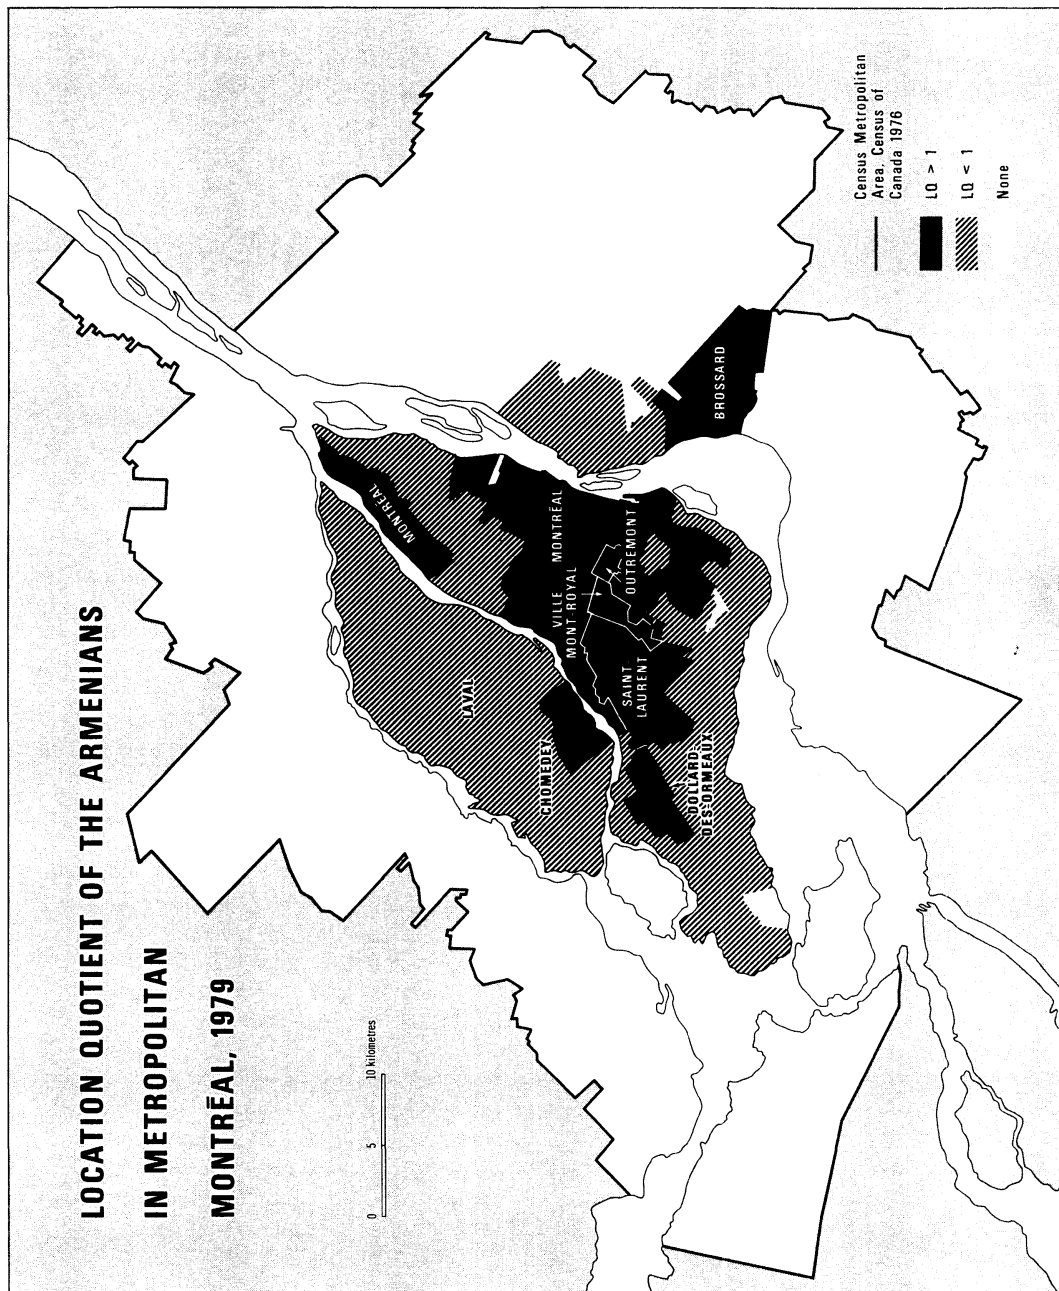 LOCATION QUOTIENT OF THE ARMENIANS
IN METROPOLITAN
MONTRÉAL, 1979
0 5 10 kilometres
MONTRÉAL
LAVAL
CHOMEDEY
VILLE
MONT-ROYAL
MONTRÉAL
OUTREMONT
SAINT
LAURENT
DOLLARD-
DES-ORMEAUX
BROSSARD
Census Metropolitan
Area, Census of
Canada 1976
LQ > 1
LQ < 1
None